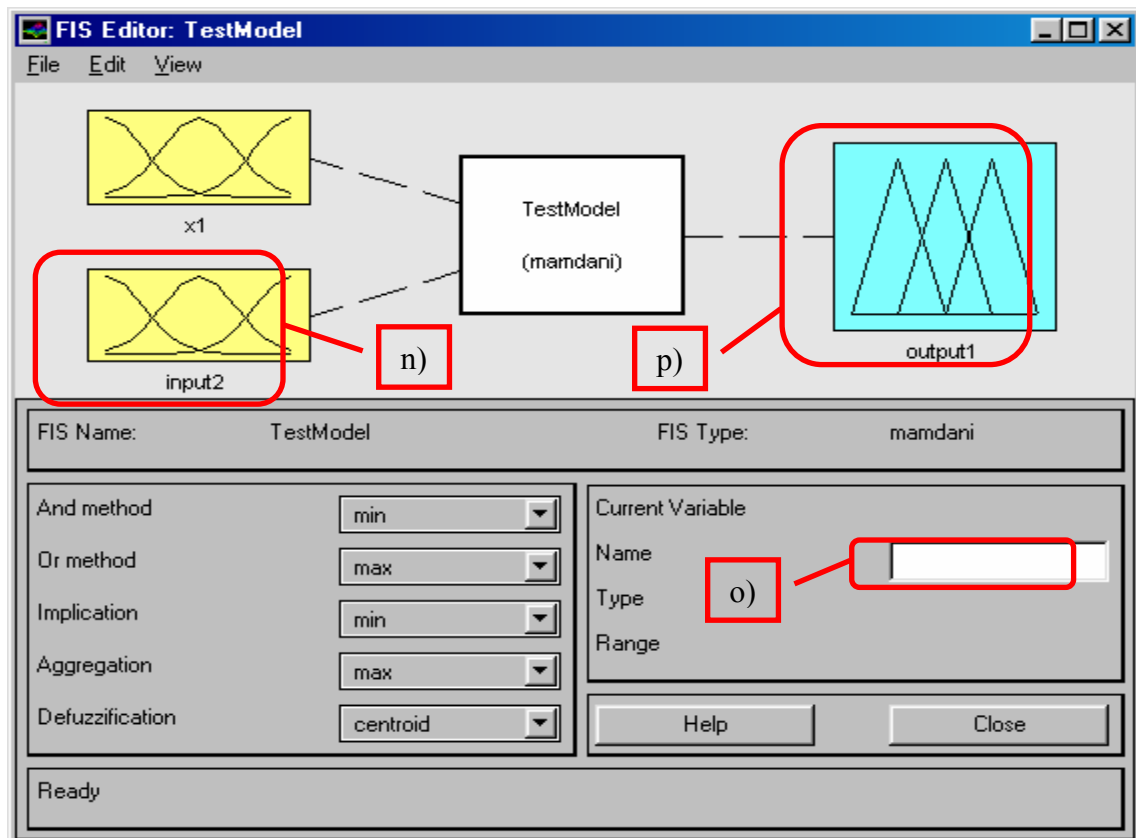 FIS Editor: TestModel
File Edit View
x1
TestModel
(mamdani)
input2
n)
p)
output1
FIS Name: TestModel FIS Type: mamdani
And method min
Or method max
Implication min
Aggregation max
Defuzzification centroid
Current Variable
Name
o)
Type
Range
Help Close
Ready